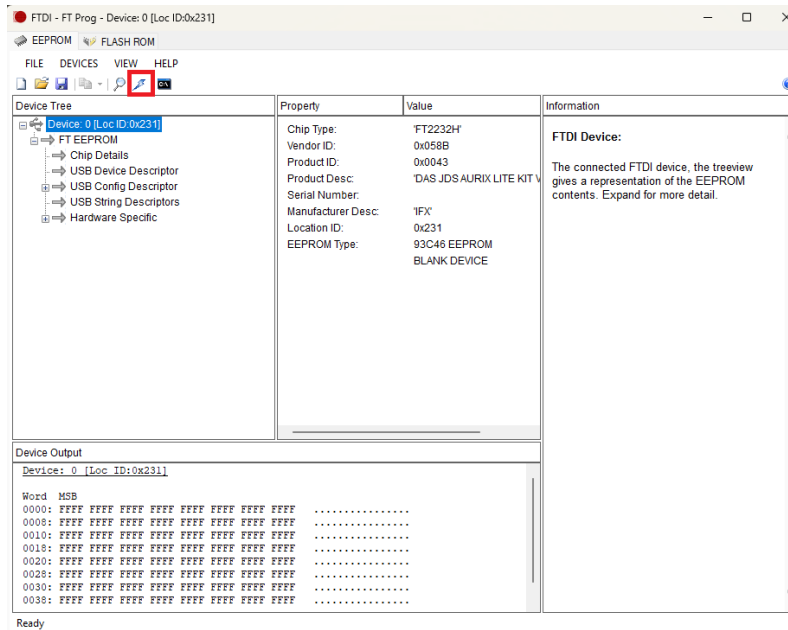 FTDI - FT Prog - Device: 0 [Loc ID:0x231]
EEPROM FLASH ROM
FILE DEVICES VIEW HELP
Device Tree
Device: 0 [Loc ID:0x231]
FT EEPROM
Chip Details
USB Device Descriptor
USB Config Descriptor
USB String Descriptors
Hardware Specific
Property Value
Chip Type: 'FT2232H'
Vendor ID: 0x058B
Product ID: 0x0043
Product Desc: 'DAS JDS AURIX LITE KIT V
Serial Number:
Manufacturer Desc: 'IFX'
Location ID: 0x231
EEPROM Type: 93C46 EEPROM
BLANK DEVICE
Information
FTDI Device:
The connected FTDI device, the treeview
gives a representation of the EEPROM
contents. Expand for more detail.
Device Output
Device: 0 [Loc ID:0x231]
Word MSB
0000: FFFF FFFF FFFF FFFF FFFF FFFF FFFF FFFF ................
0008: FFFF FFFF FFFF FFFF FFFF FFFF FFFF FFFF ................
0010: FFFF FFFF FFFF FFFF FFFF FFFF FFFF FFFF ................
0018: FFFF FFFF FFFF FFFF FFFF FFFF FFFF FFFF ................
0020: FFFF FFFF FFFF FFFF FFFF FFFF FFFF FFFF ................
0028: FFFF FFFF FFFF FFFF FFFF FFFF FFFF FFFF ................
0030: FFFF FFFF FFFF FFFF FFFF FFFF FFFF FFFF ................
0038: FFFF FFFF FFFF FFFF FFFF FFFF FFFF FFFF ................
Ready